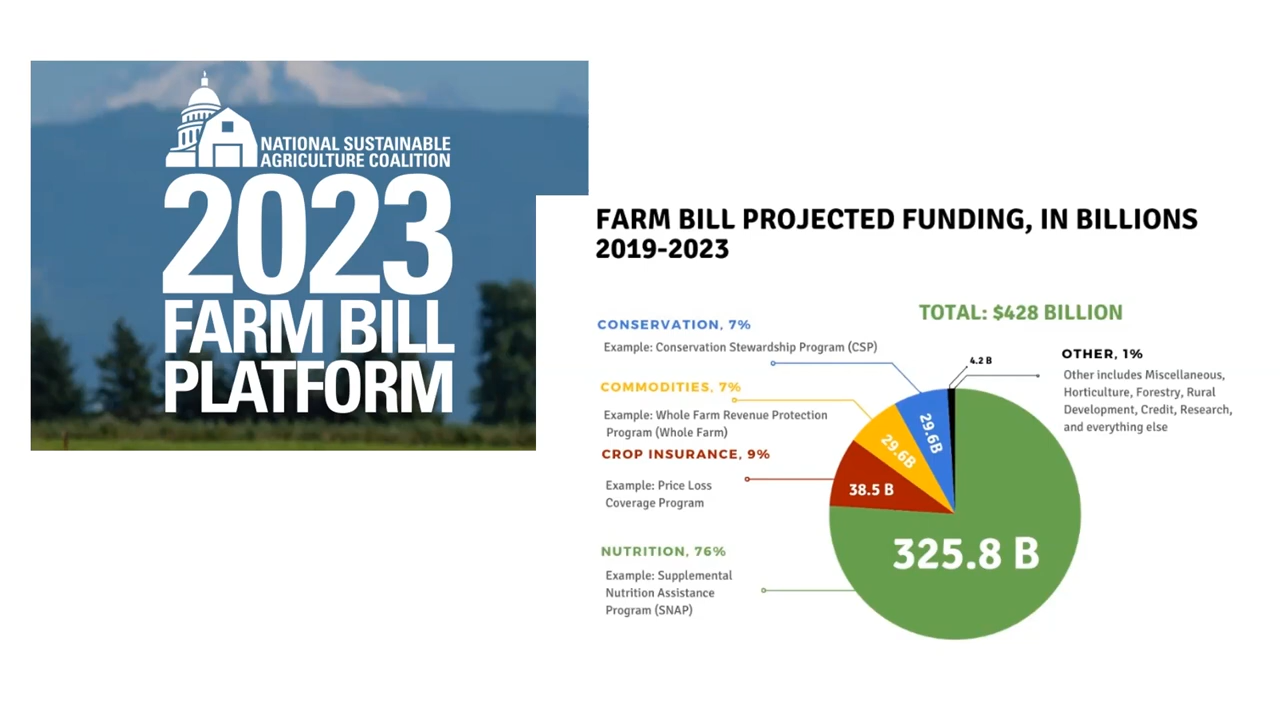 NATIONAL SUSTAINABLE
AGRICULTURE COALITION
2023
FARM BILL
PLATFORM
FARM BILL PROJECTED FUNDING, IN BILLIONS
2019-2023
TOTAL: $428 BILLION
CONSERVATION, 7%
Example: Conservation Stewardship Program (CSP)
COMMODITIES, 7%
Example: Whole Farm Revenue Protection
Program (Whole Farm)
CROP INSURANCE, 9%
Example: Price Loss
Coverage Program
NUTRITION, 76%
Example: Supplemental
Nutrition Assistance
Program (SNAP)
4.2 B
OTHER, 1%
Other includes Miscellaneous,
Horticulture, Forestry, Rural
Development, Credit, Research,
and everything else
29.6B
29.6B
38.5 B
325.8 B